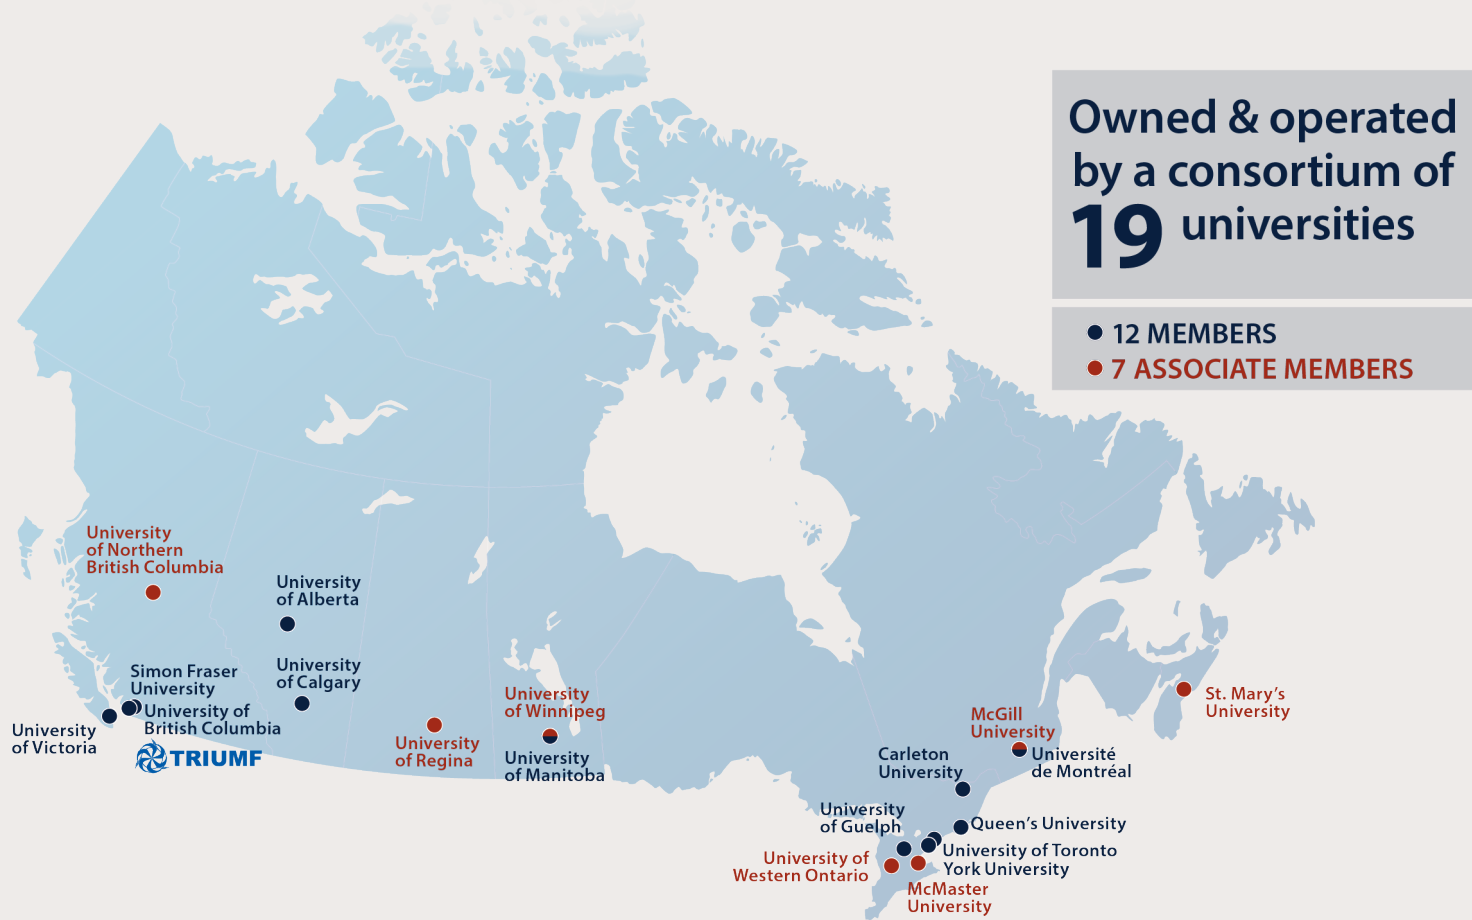 Owned & operated
by a consortium of
19 universities
12 MEMBERS
7 ASSOCIATE MEMBERS
University
of Northern
British Columbia
University
of Alberta
Simon Fraser
University
University
of Calgary
University of
British Columbia
University
of Victoria
TRIUMF
University
of Regina
University
of Winnipeg
University
of Manitoba
McGill
University
Université
de Montréal
St. Mary’s
University
Carleton
University
University
of Guelph
Queen’s University
University of Toronto
York University
University of
Western Ontario
McMaster
University